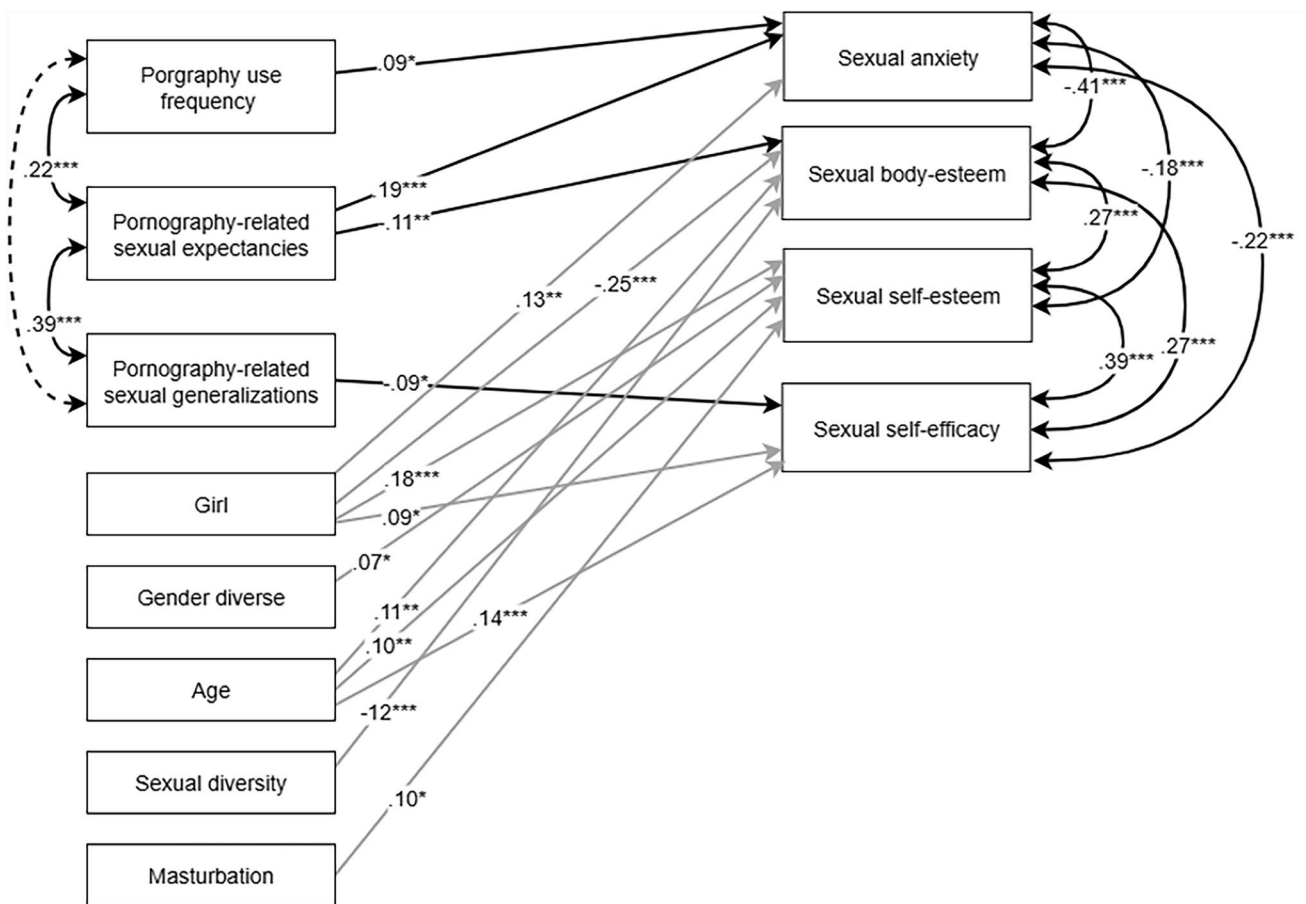 Porgraphy use
frequency
Pornography-related
sexual expectancies
Pornography-related
sexual generalizations
Girl
Gender diverse
Age
Sexual diversity
Masturbation
Sexual anxiety
Sexual body-esteem
Sexual self-esteem
Sexual self-efficacy
.22***
.39***
.09*
.19***
-.11**
-.09*
.13**
-.25***
.18***
.09*
.07*
.11**
.10**
.14***
-12***
.10*
-.41***
-.18***
.27***
-.22***
.39***
.27***